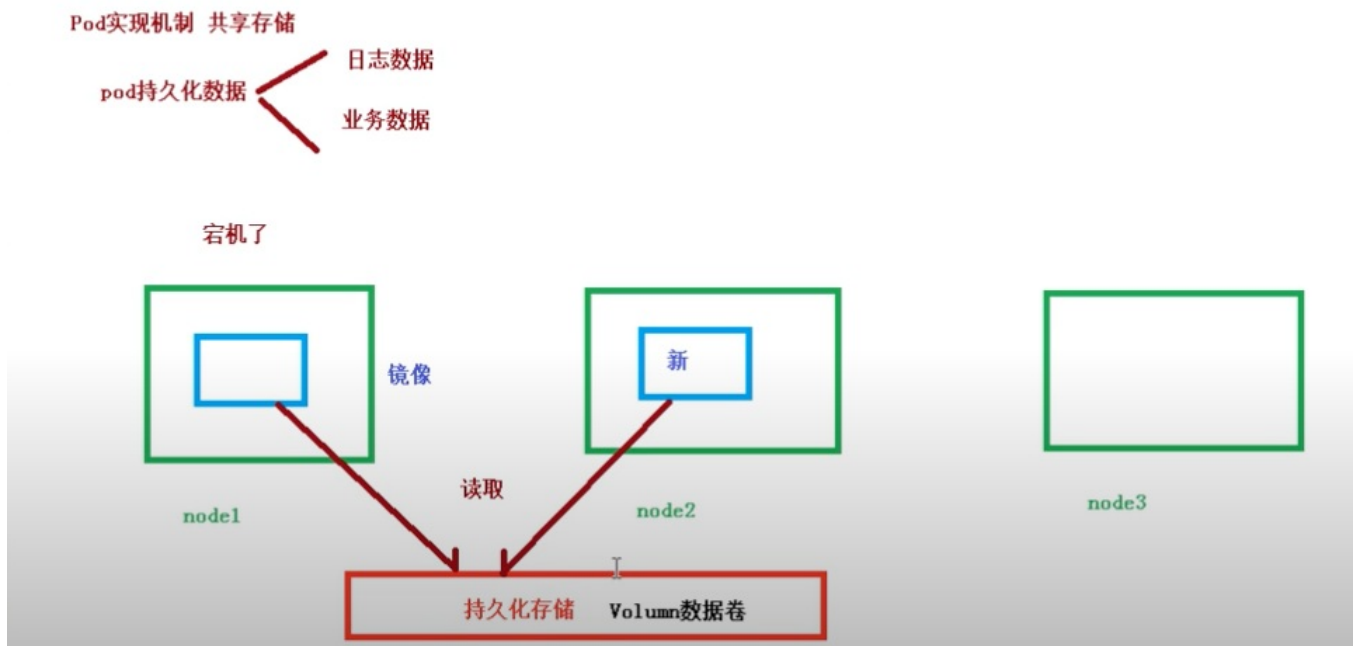 Pod实现机制 共享存储
日志数据
pod持久化数据
业务数据
宕机了
镜像
新
读取
node1
node2
node3
持久化存储 Volumn数据卷